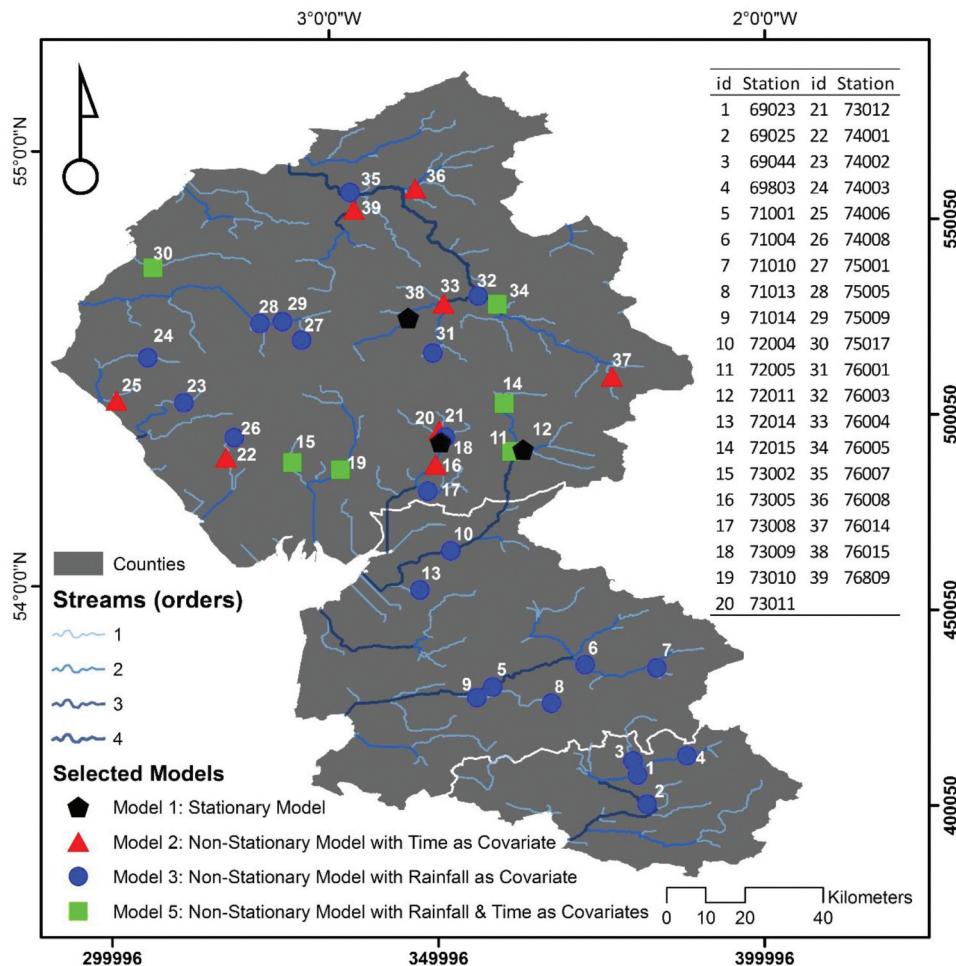 3°0'0"W 2°0'0"W
55°0'0"N
54°0'0"N
550050
500050
450050
400050
299996 349996 399996
id Station id Station
1 69023 21 73012
2 69025 22 74001
3 69044 23 74002
4 69803 24 74003
5 71001 25 74006
6 71004 26 74008
7 71010 27 75001
8 71013 28 75005
9 71014 29 75009
10 72004 30 75017
11 72005 31 76001
12 72011 32 76003
13 72014 33 76004
14 72015 34 76005
15 73002 35 76007
16 73005 36 76008
17 73008 37 76014
18 73009 38 76015
19 73010 39 76809
20 73011
35
36
39
30
33
32
34
38
28
29
27
31
24
37
25
23
14
20
21
12
26
18
11
22
15
19
16
17
10
13
6
7
5
9
8
3
4
1
2
Counties
Streams (orders)
1
2
3
4
Selected Models
Model 1: Stationary Model
Model 2: Non-Stationary Model with Time as Covariate
Model 3: Non-Stationary Model with Rainfall as Covariate
Model 5: Non-Stationary Model with Rainfall & Time as Covariates
Kilometers
0 10 20 40